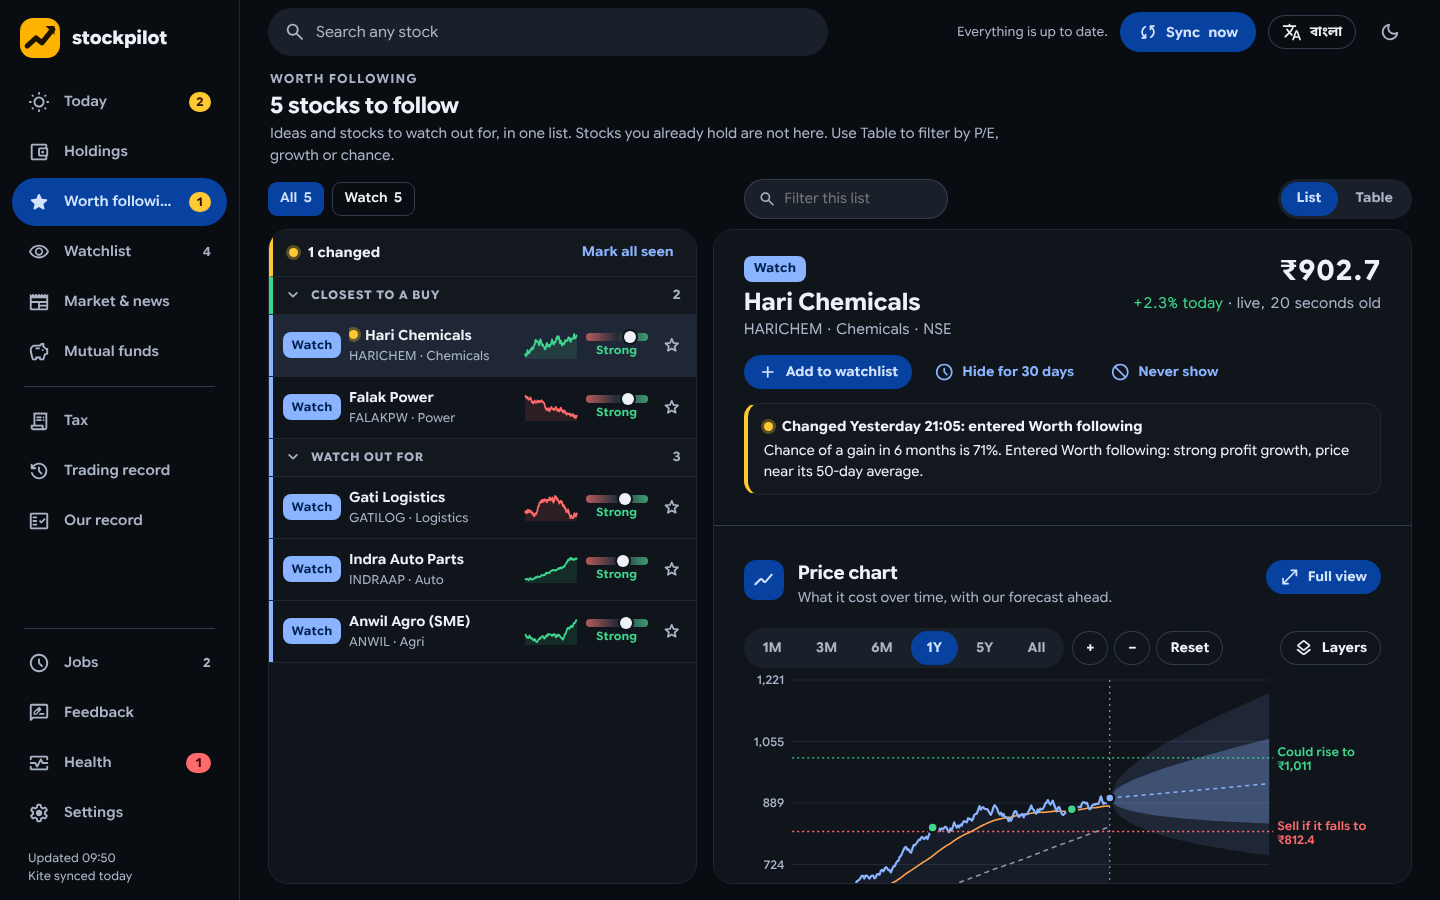 stockpilot
Today 2
Holdings
Worth followi... 1
Watchlist 4
Market & news
Mutual funds
Tax
Trading record
Our record
Jobs 2
Feedback
Health 1
Settings
Updated 09:50
Kite synced today
Search any stock
Everything is up to date.
Sync now
বাংলা
WORTH FOLLOWING
5 stocks to follow
Ideas and stocks to watch out for, in one list. Stocks you already hold are not here. Use Table to filter by P/E,
growth or chance.
All 5
Watch 5
Filter this list
List
Table
1 changed
Mark all seen
CLOSEST TO A BUY 2
Watch
Hari Chemicals
HARICHEM · Chemicals
Strong
Watch
Falak Power
FALAKPW · Power
Strong
WATCH OUT FOR 3
Watch
Gati Logistics
GATILOG · Logistics
Strong
Watch
Indra Auto Parts
INDRAAP · Auto
Strong
Watch
Anwil Agro (SME)
ANWIL · Agri
Strong
Watch
₹902.7
Hari Chemicals
+2.3% today · live, 20 seconds old
HARICHEM · Chemicals · NSE
Add to watchlist
Hide for 30 days
Never show
Changed Yesterday 21:05: entered Worth following
Chance of a gain in 6 months is 71%. Entered Worth following: strong profit growth, price
near its 50-day average.
Price chart
What it cost over time, with our forecast ahead.
Full view
1M 3M 6M 1Y 5Y All + − Reset
Layers
1,221
1,055
889
724
Could rise to
₹1,011
Sell if it falls to
₹812.4